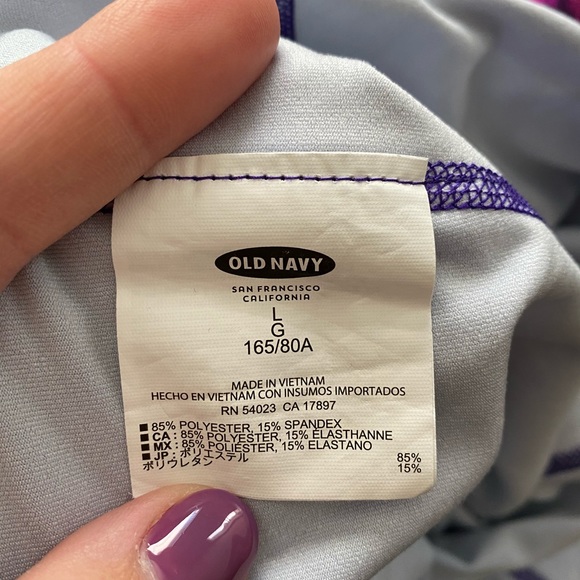 OLD NAVY
SAN FRANCISCO
CALIFORNIA
L
G
165/80A
MADE IN VIETNAM
HECHO EN VIETNAM CON INSUMOS IMPORTADOS
RN 54023 CA 17897
■ 85% POLYESTER, 15% SPANDEX
■ CA : 85% POLYESTER, 15% ÉLASTHANNE
■ MX : 85% POLIÉSTER, 15% ELASTANO
■ JP : ポリエステル 85%
ポリウレタン 15%